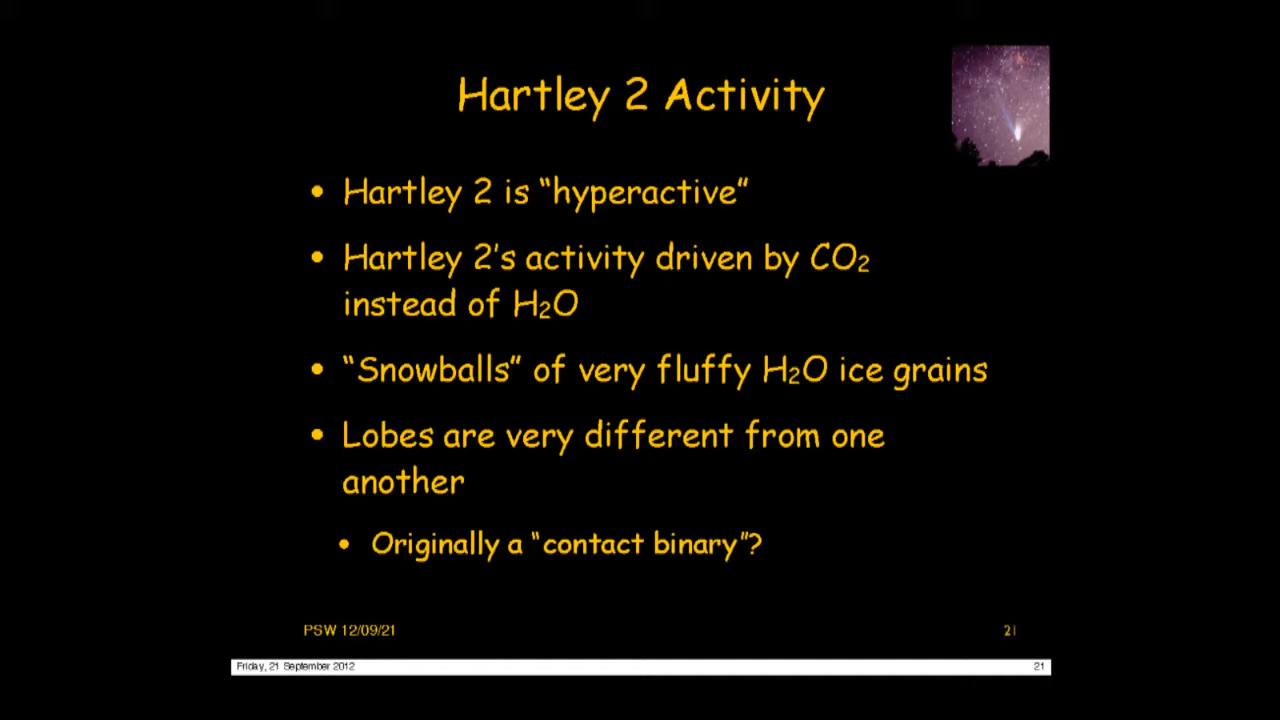 Hartley 2 Activity
• Hartley 2 is “hyperactive”
• Hartley 2’s activity driven by CO₂
instead of H₂O
• “Snowballs” of very fluffy H₂O ice grains
• Lobes are very different from one
another
• Originally a “contact binary”?
PSW 12/09/21
21
Friday, 21 September 2012
21